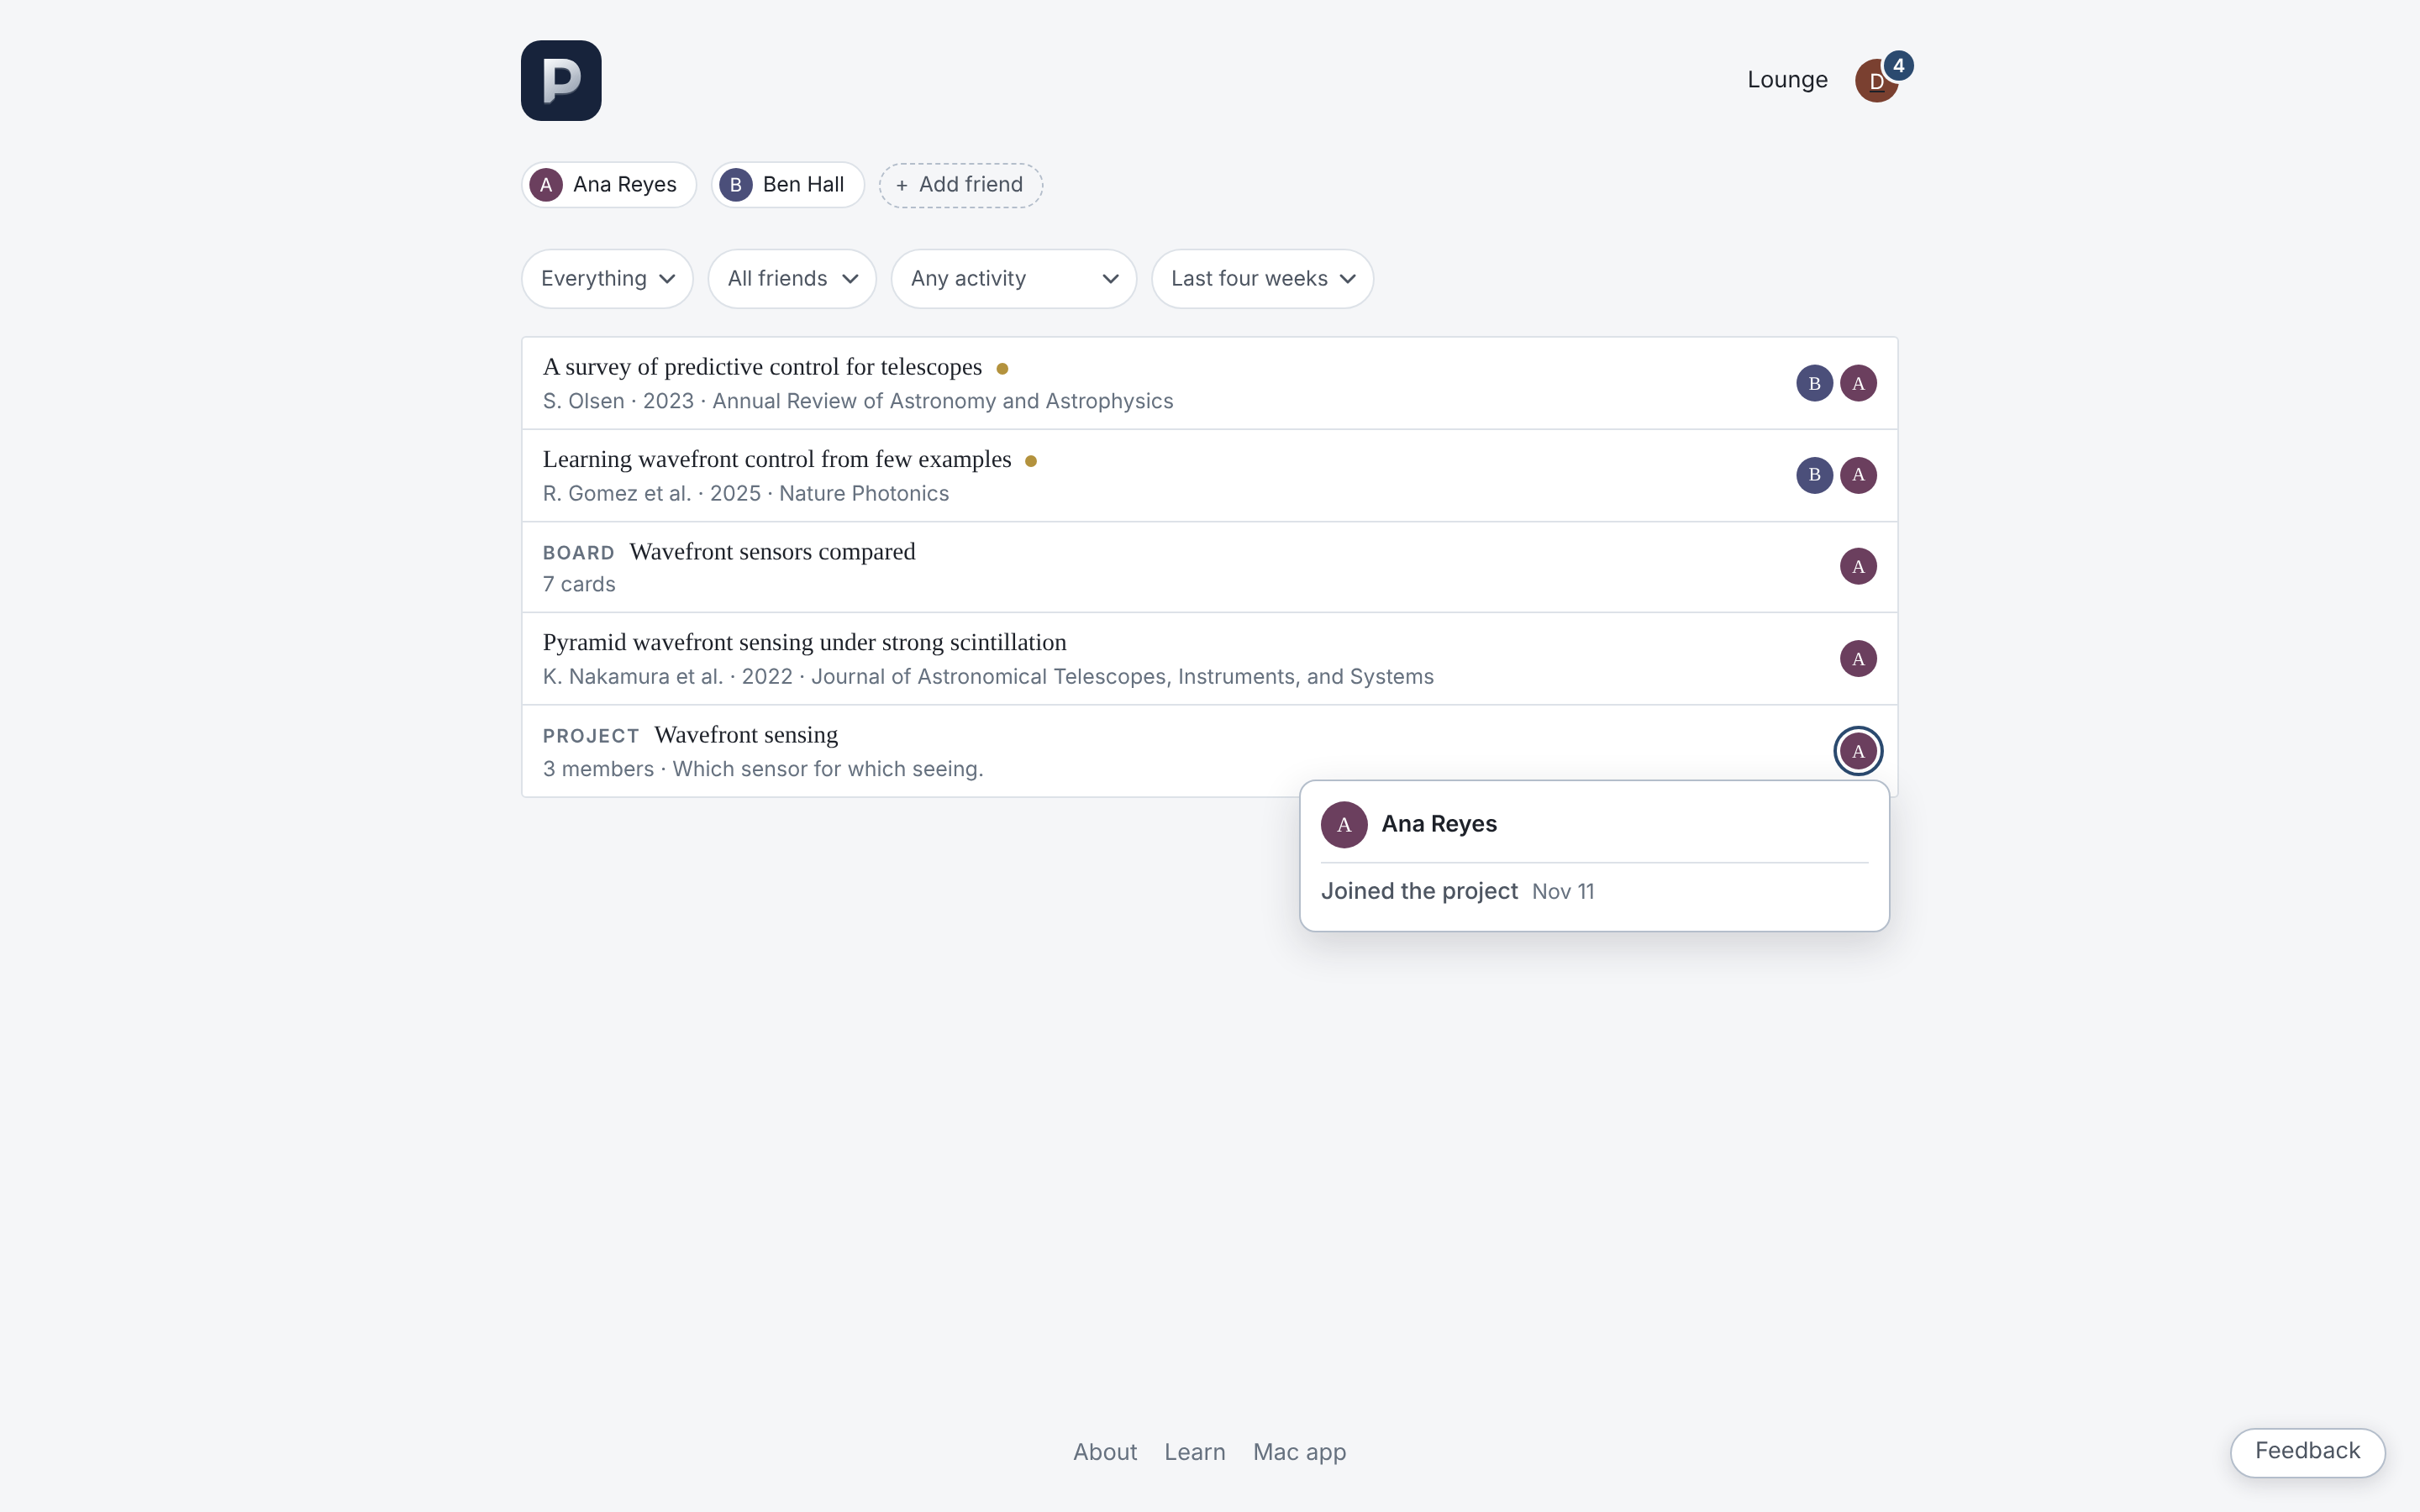 P
Lounge D 4
A Ana Reyes B Ben Hall + Add friend
Everything All friends Any activity Last four weeks
A survey of predictive control for telescopes
S. Olsen · 2023 · Annual Review of Astronomy and Astrophysics
B A
Learning wavefront control from few examples
R. Gomez et al. · 2025 · Nature Photonics
B A
BOARD Wavefront sensors compared
7 cards
A
Pyramid wavefront sensing under strong scintillation
K. Nakamura et al. · 2022 · Journal of Astronomical Telescopes, Instruments, and Systems
A
PROJECT Wavefront sensing
3 members · Which sensor for which seeing.
A
A Ana Reyes
Joined the project Nov 11
About Learn Mac app
Feedback